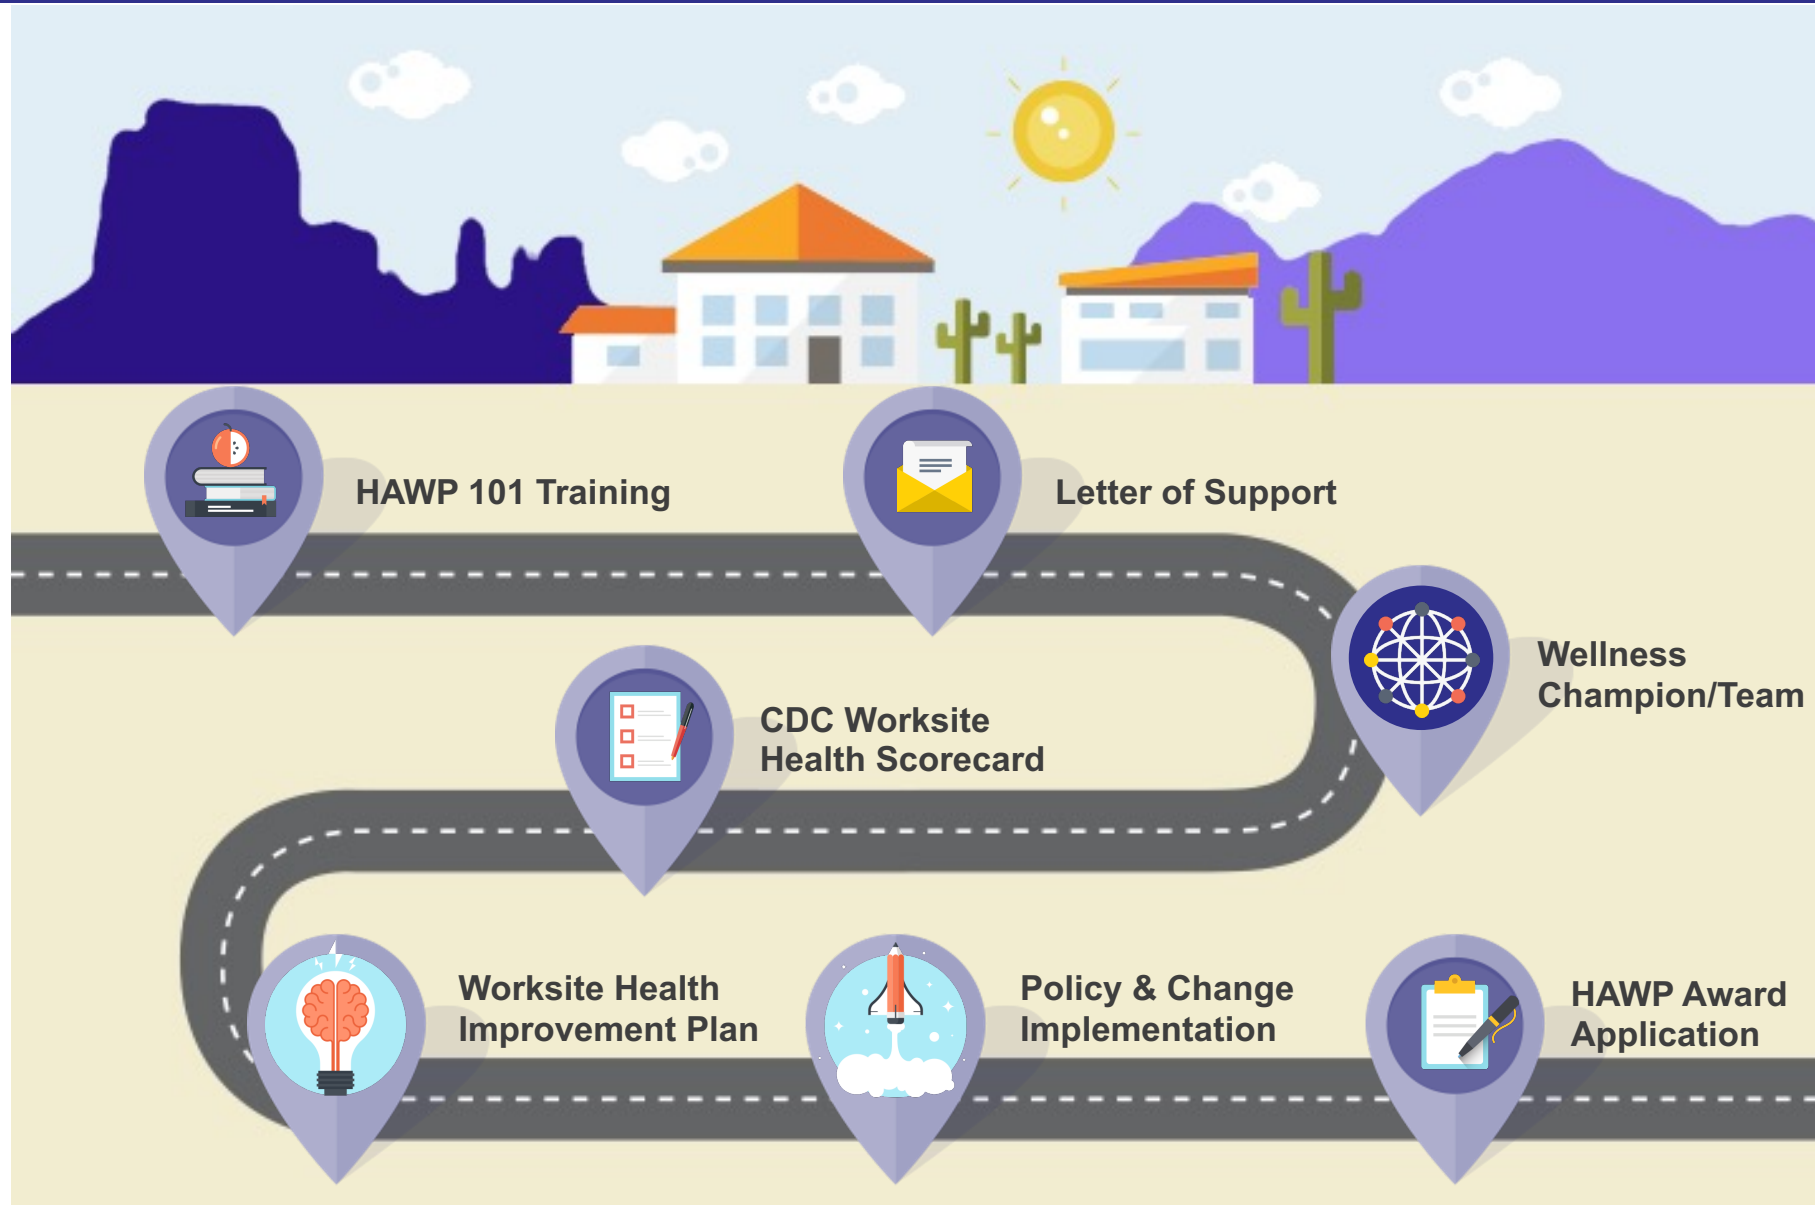 HAWP 101 Training
Letter of Support
Wellness
Champion/Team
CDC Worksite
Health Scorecard
Worksite Health
Improvement Plan
Policy & Change
Implementation
HAWP Award
Application